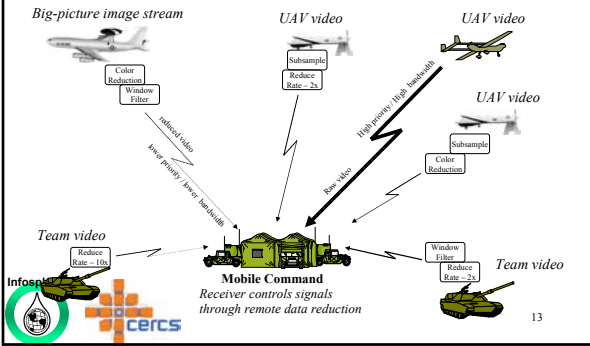 Big-picture image stream
UAV video
UAV video
Color
Reduction
Window
Filter
Subsample
Reduce
Rate – 2x
High priority / High bandwidth
Raw video
UAV video
Subsample
Color
Reduction
reduced video
lower priority / lower bandwidth
Team video
Reduce
Rate – 10x
Mobile Command
Receiver controls signals
through remote data reduction
Window
Filter
Reduce
Rate – 2x
Team video
cercs
13